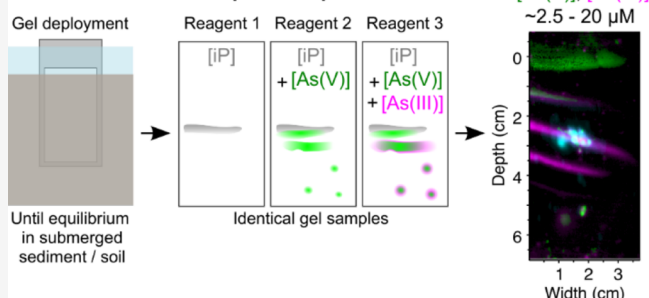 Gel deployment
Reagent 1
Reagent 2
Reagent 3
~2.5 - 20 µM
[iP]
[iP]
+ [As(V)]
[iP]
+ [As(V)]
+ [As(III)]
Until equilibrium
in submerged
sediment / soil
Identical gel samples
Depth (cm)
0
2
4
6
1 2 3
Width (cm)